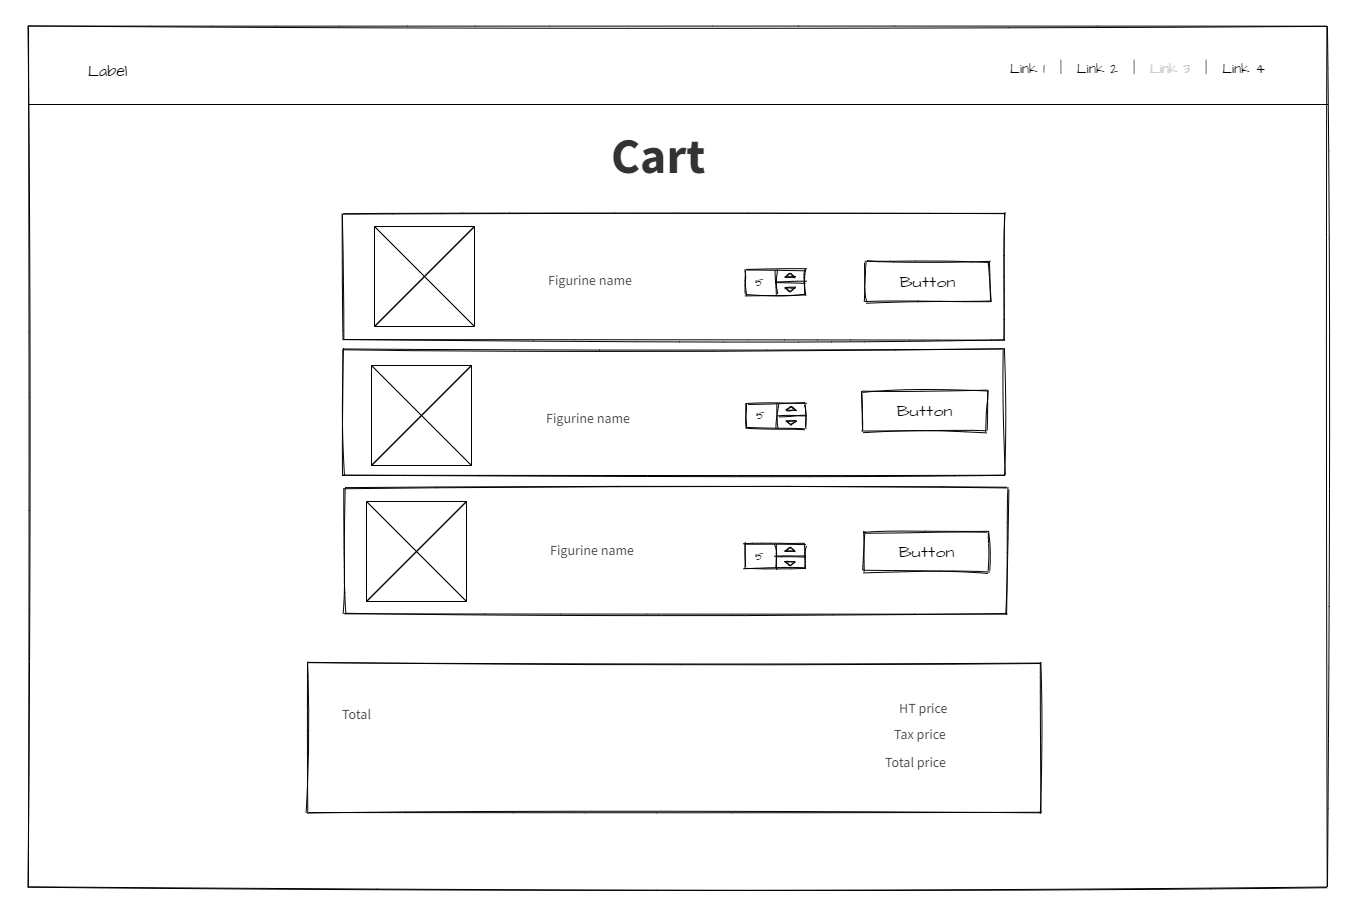 Label
Link 1 | Link 2 | Link 3 | Link 4
Cart
Figurine name 5 Button
Figurine name 5 Button
Figurine name 5 Button
Total
HT price
Tax price
Total price